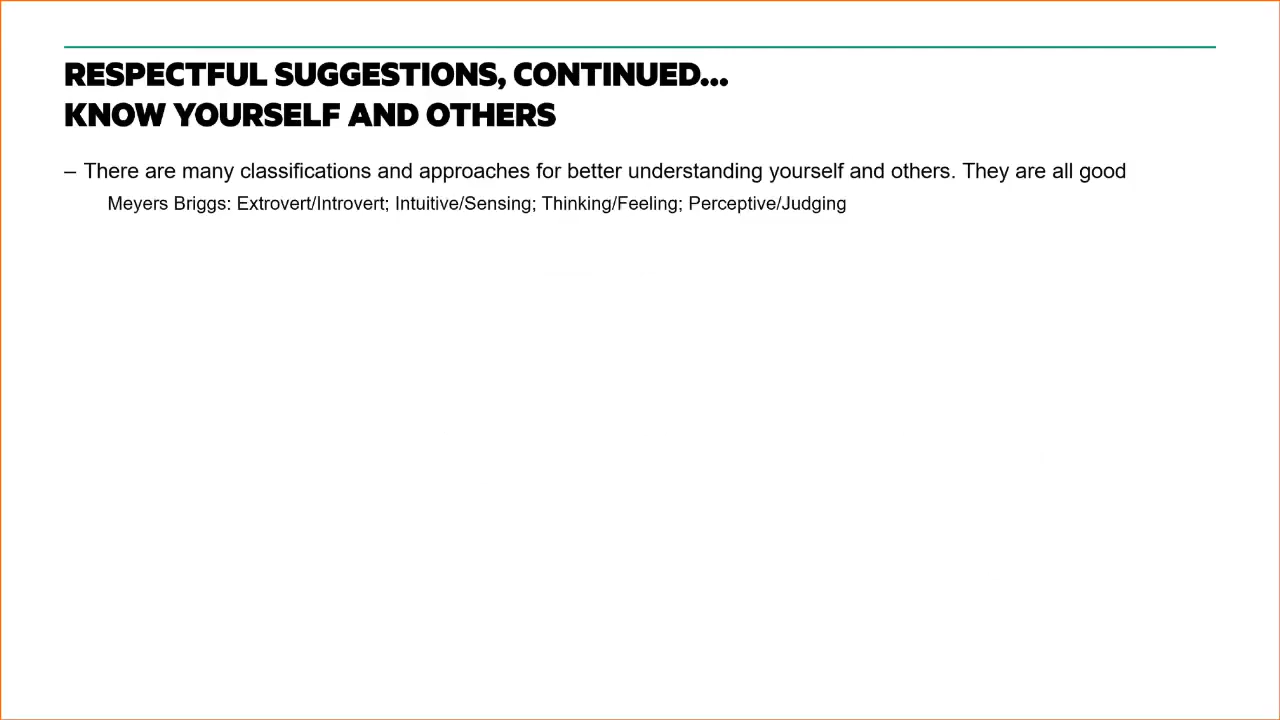 RESPECTFUL SUGGESTIONS, CONTINUED...
KNOW YOURSELF AND OTHERS
– There are many classifications and approaches for better understanding yourself and others. They are all good
Meyers Briggs: Extrovert/Introvert; Intuitive/Sensing; Thinking/Feeling; Perceptive/Judging